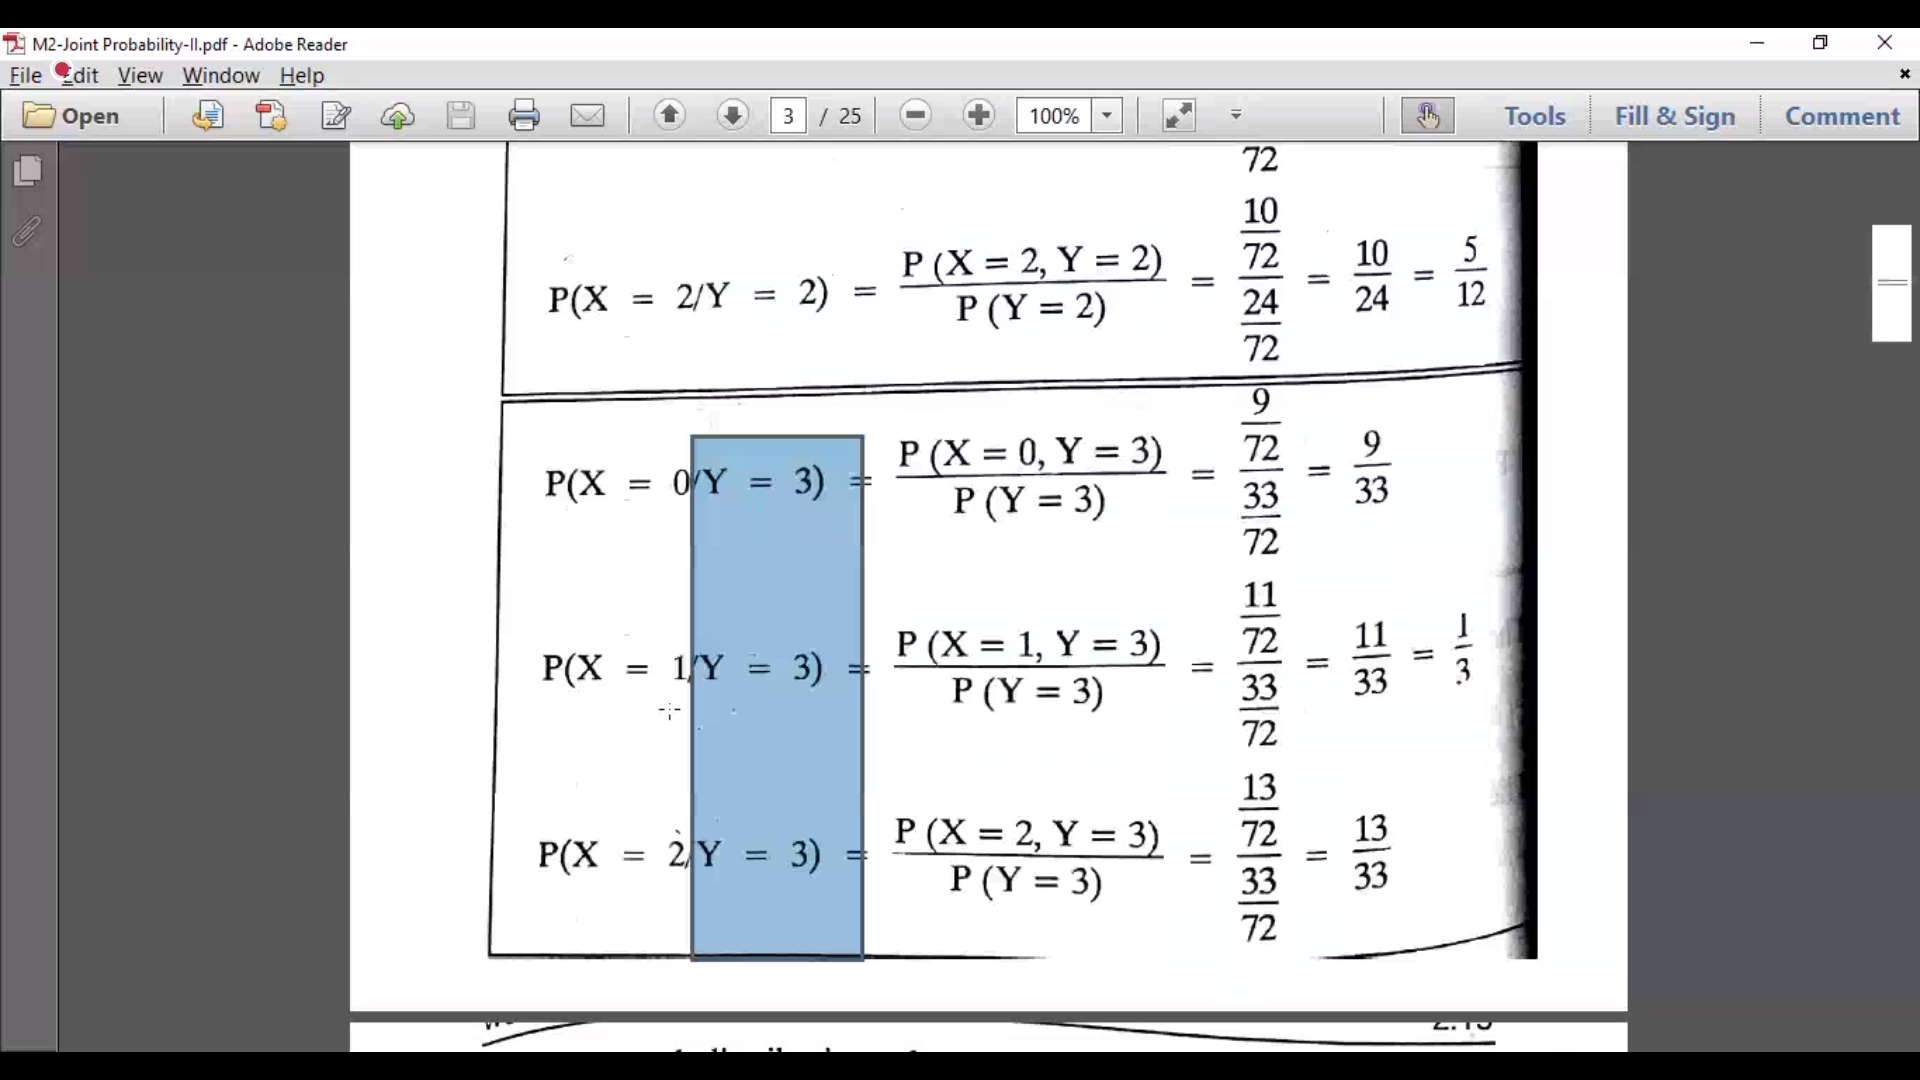 M2-Joint Probability-II.pdf - Adobe Reader
File Edit View Window Help
Open 3 / 25 100% Tools Fill & Sign Comment
72
P(X = 2/Y = 2) = P (X = 2, Y = 2) / P (Y = 2) = 10/72 / 24/72 = 10/24 = 5/12
P(X = 0/Y = 3) = P (X = 0, Y = 3) / P (Y = 3) = 9/72 / 33/72 = 9/33
P(X = 1/Y = 3) = P (X = 1, Y = 3) / P (Y = 3) = 11/72 / 33/72 = 11/33 = 1/3
P(X = 2/Y = 3) = P (X = 2, Y = 3) / P (Y = 3) = 13/72 / 33/72 = 13/33